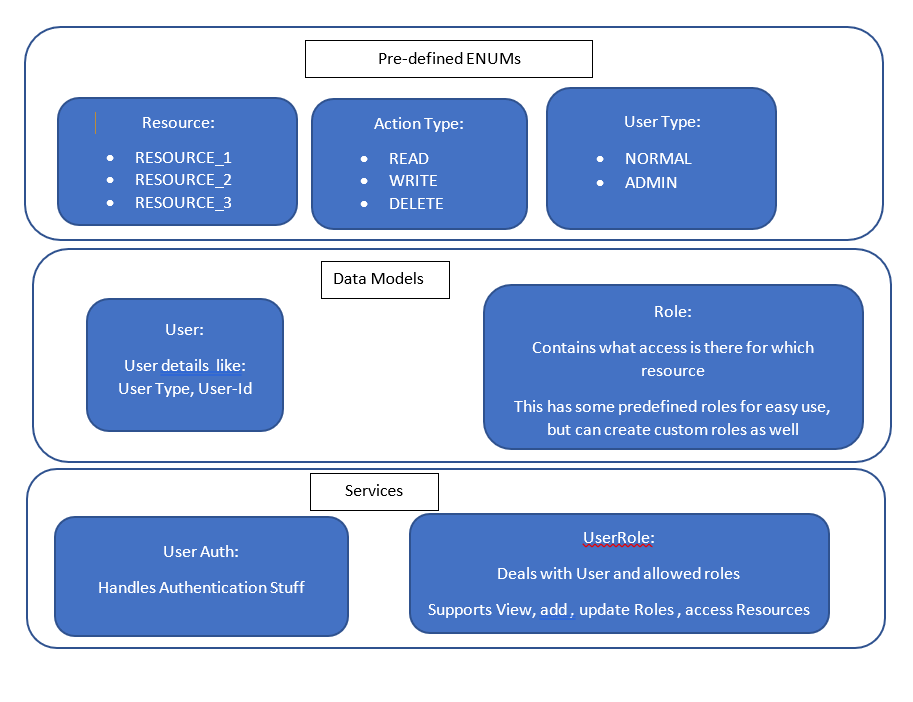 Pre-defined ENUMs
Resource:
• RESOURCE_1
• RESOURCE_2
• RESOURCE_3
Action Type:
• READ
• WRITE
• DELETE
User Type:
• NORMAL
• ADMIN
Data Models
User:
User details  like:
User Type, User-Id
Role:
Contains what access is there for which
resource
This has some predefined roles for easy use,
but can create custom roles as well
Services
User Auth:
Handles Authentication Stuff
UserRole:
Deals with User and allowed roles
Supports View, add , update Roles , access Resources